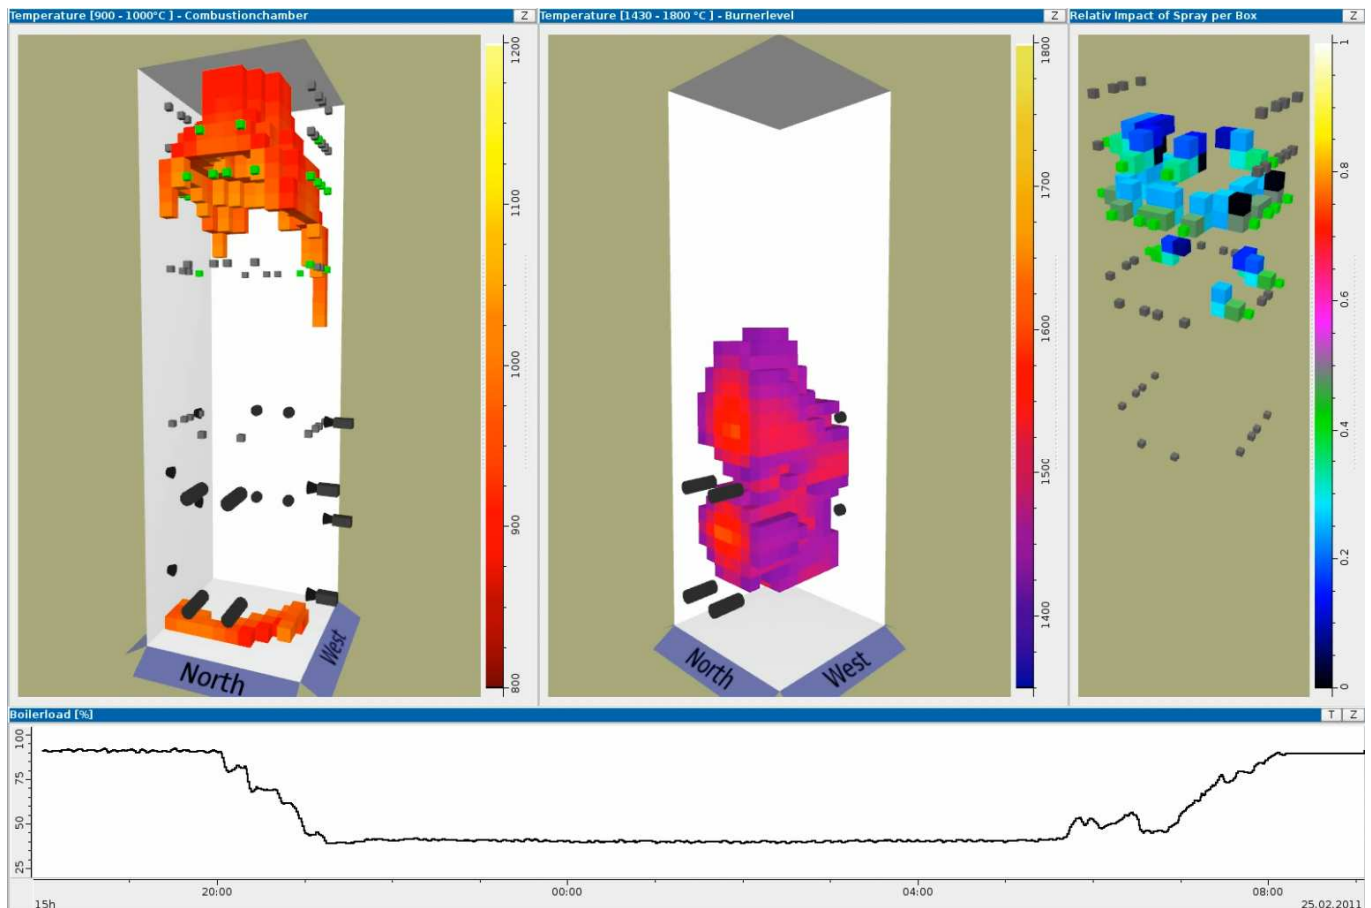 Temperature [900 - 1000°C ] - Combustionchamber
Z
Temperature [1430 - 1800 °C ] - Burnerlevel
Z
Relativ Impact of Spray per Box
Z
1200
1100
1000
900
800
North
West
1800
1700
1600
1500
1400
North
West
1
0.8
0.6
0.4
0.2
0
Boilerload [%]
T
Z
100
75
50
25
20:00
00:00
04:00
08:00
15h
25.02.2011